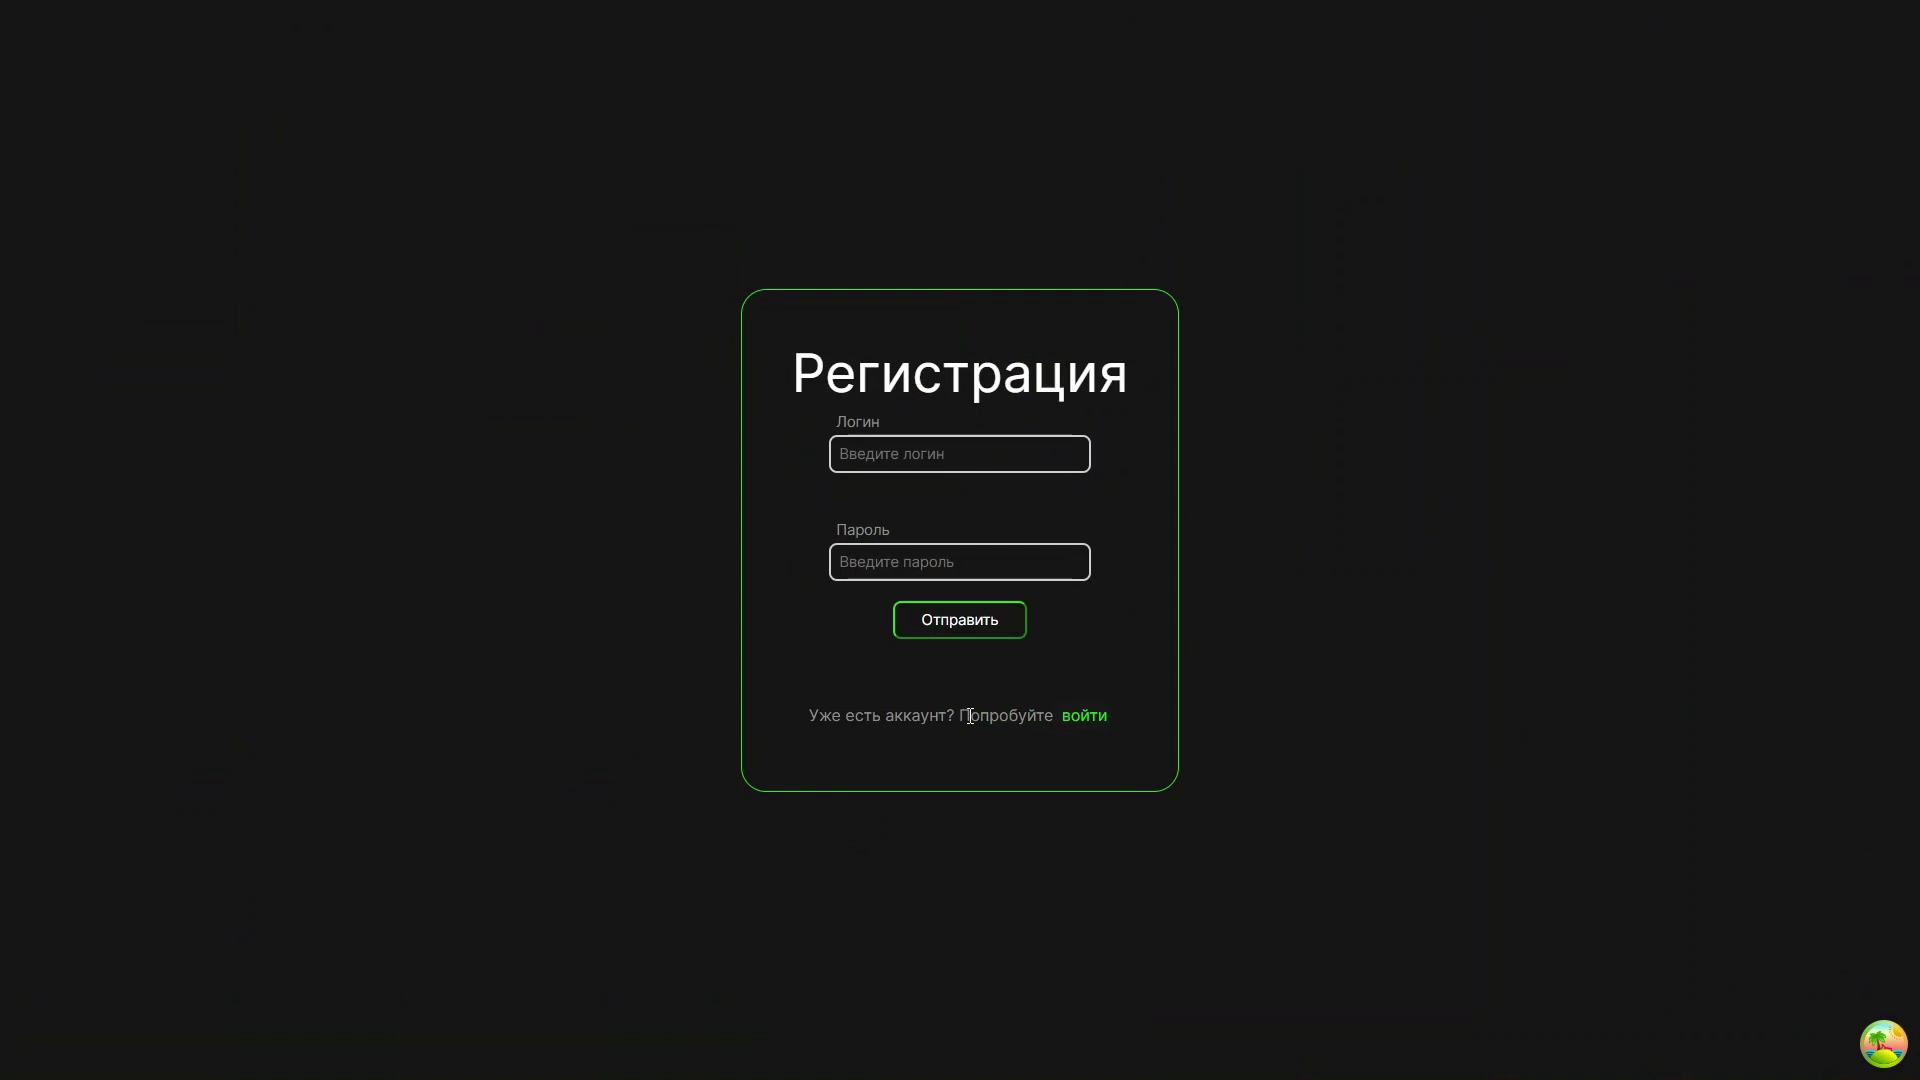 Регистрация
Логин
Введите логин
Пароль
Введите пароль
Отправить
Уже есть аккаунт? Попробуйте войти